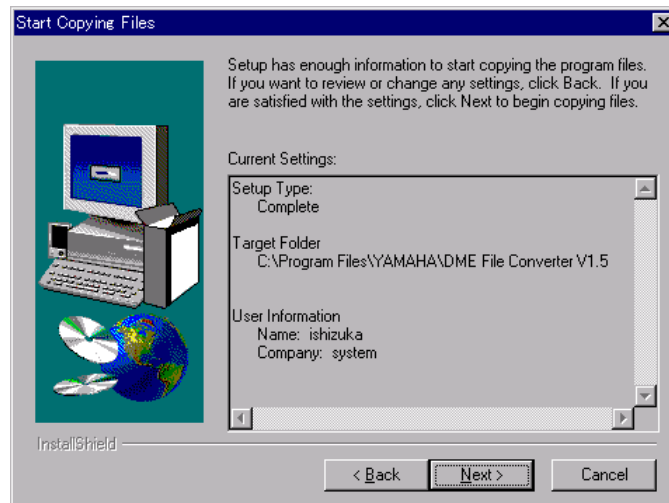 Start Copying Files
Setup has enough information to start copying the program files.
If you want to review or change any settings, click Back. If you
are satisfied with the settings, click Next to begin copying files.
Current Settings:
Setup Type:
Complete
Target Folder
C:\Program Files\YAMAHA\DME File Converter V1.5
User Information
Name: ishizuka
Company: system
InstallShield
< Back
Next >
Cancel